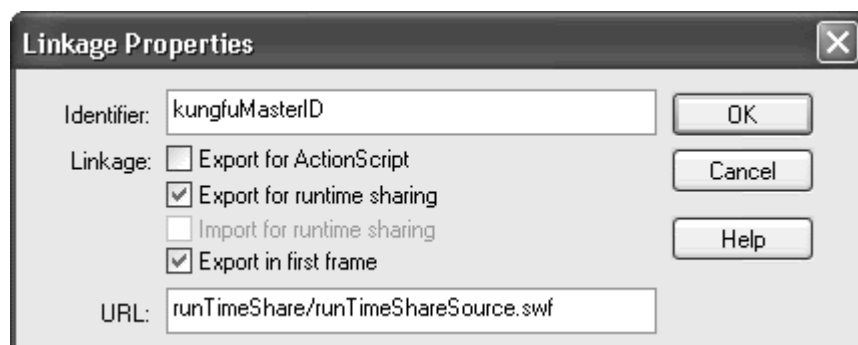 Linkage Properties
Identifier: kungfuMasterID OK
Linkage: Export for ActionScript Cancel
Export for runtime sharing
Import for runtime sharing Help
Export in first frame
URL: runTimeShare/runTimeShareSource.swf